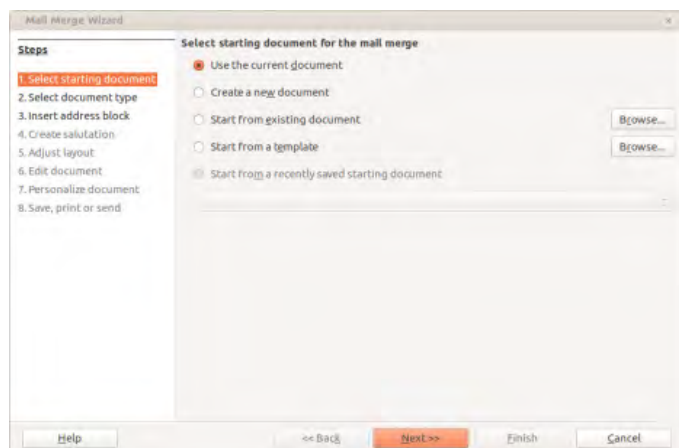 Mail Merge Wizard
Steps
1. Select starting document
2. Select document type
3. Insert address block
4. Create salutation
5. Adjust layout
6. Edit document
7. Personalize document
8. Save, print or send
Select starting document for the mail merge
Use the current document
Create a new document
Start from existing document
Browse...
Start from a template
Browse...
Start from a recently saved starting document
Help
<< Back
Next >>
Finish
Cancel